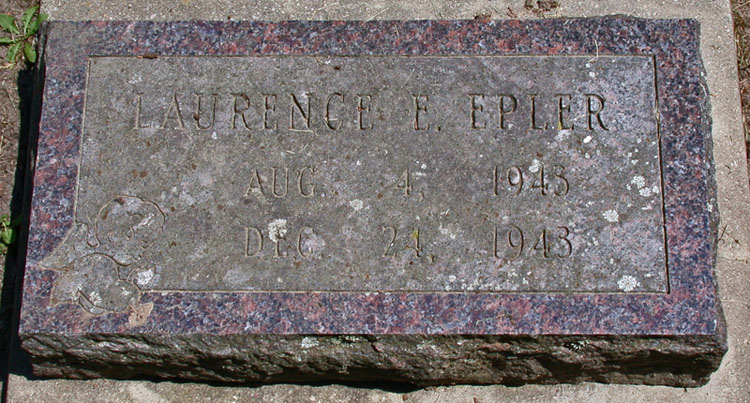 LAURENCE E. EPLER
AUG. 4, 1943
DEC. 24, 1943